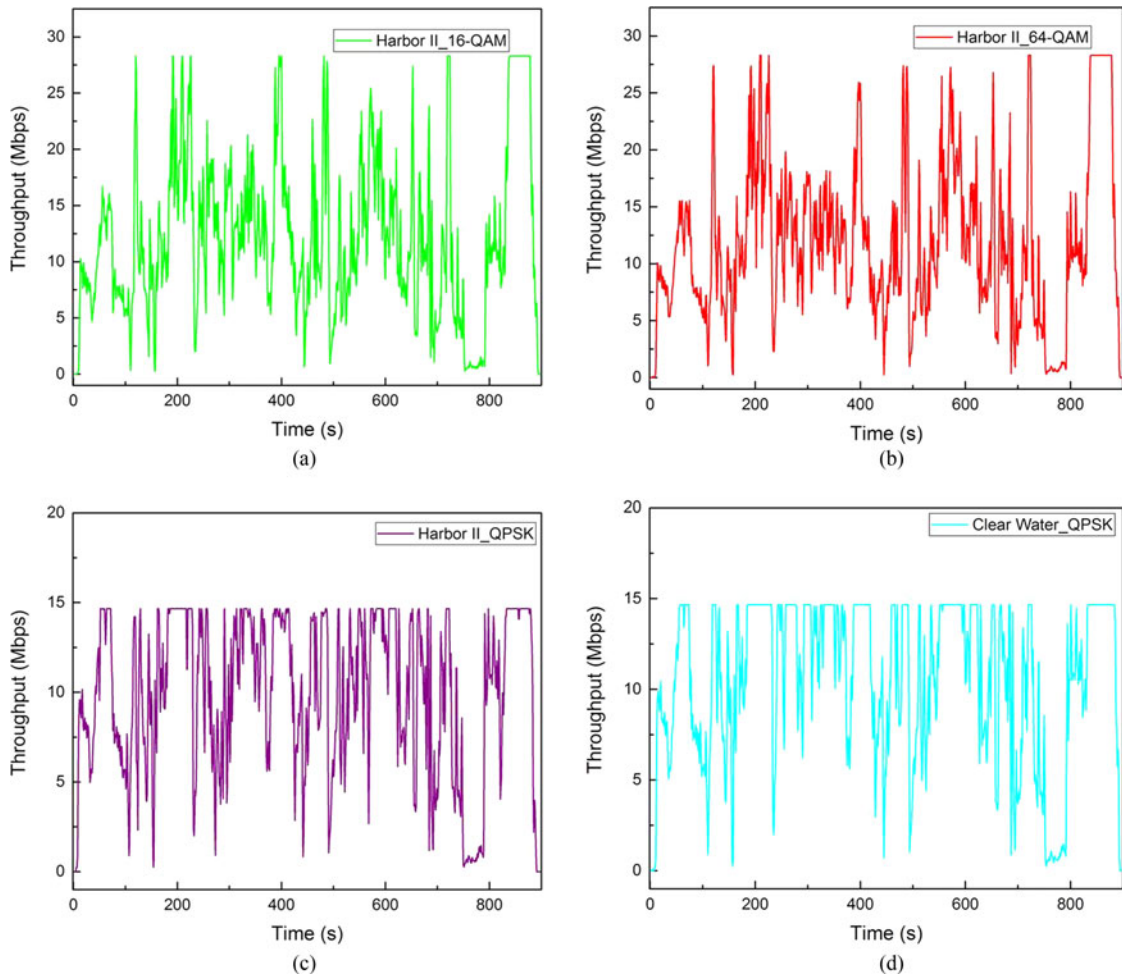 Harbor II_16-QAM
Throughput (Mbps)
30
25
20
15
10
5
0
0 200 400 600 800
Time (s)
(a)
Harbor II_64-QAM
Throughput (Mbps)
30
25
20
15
10
5
0
0 200 400 600 800
Time (s)
(b)
Harbor II_QPSK
Throughput (Mbps)
20
15
10
5
0
0 200 400 600 800
Time (s)
(c)
Clear Water_QPSK
Throughput (Mbps)
20
15
10
5
0
0 200 400 600 800
Time (s)
(d)